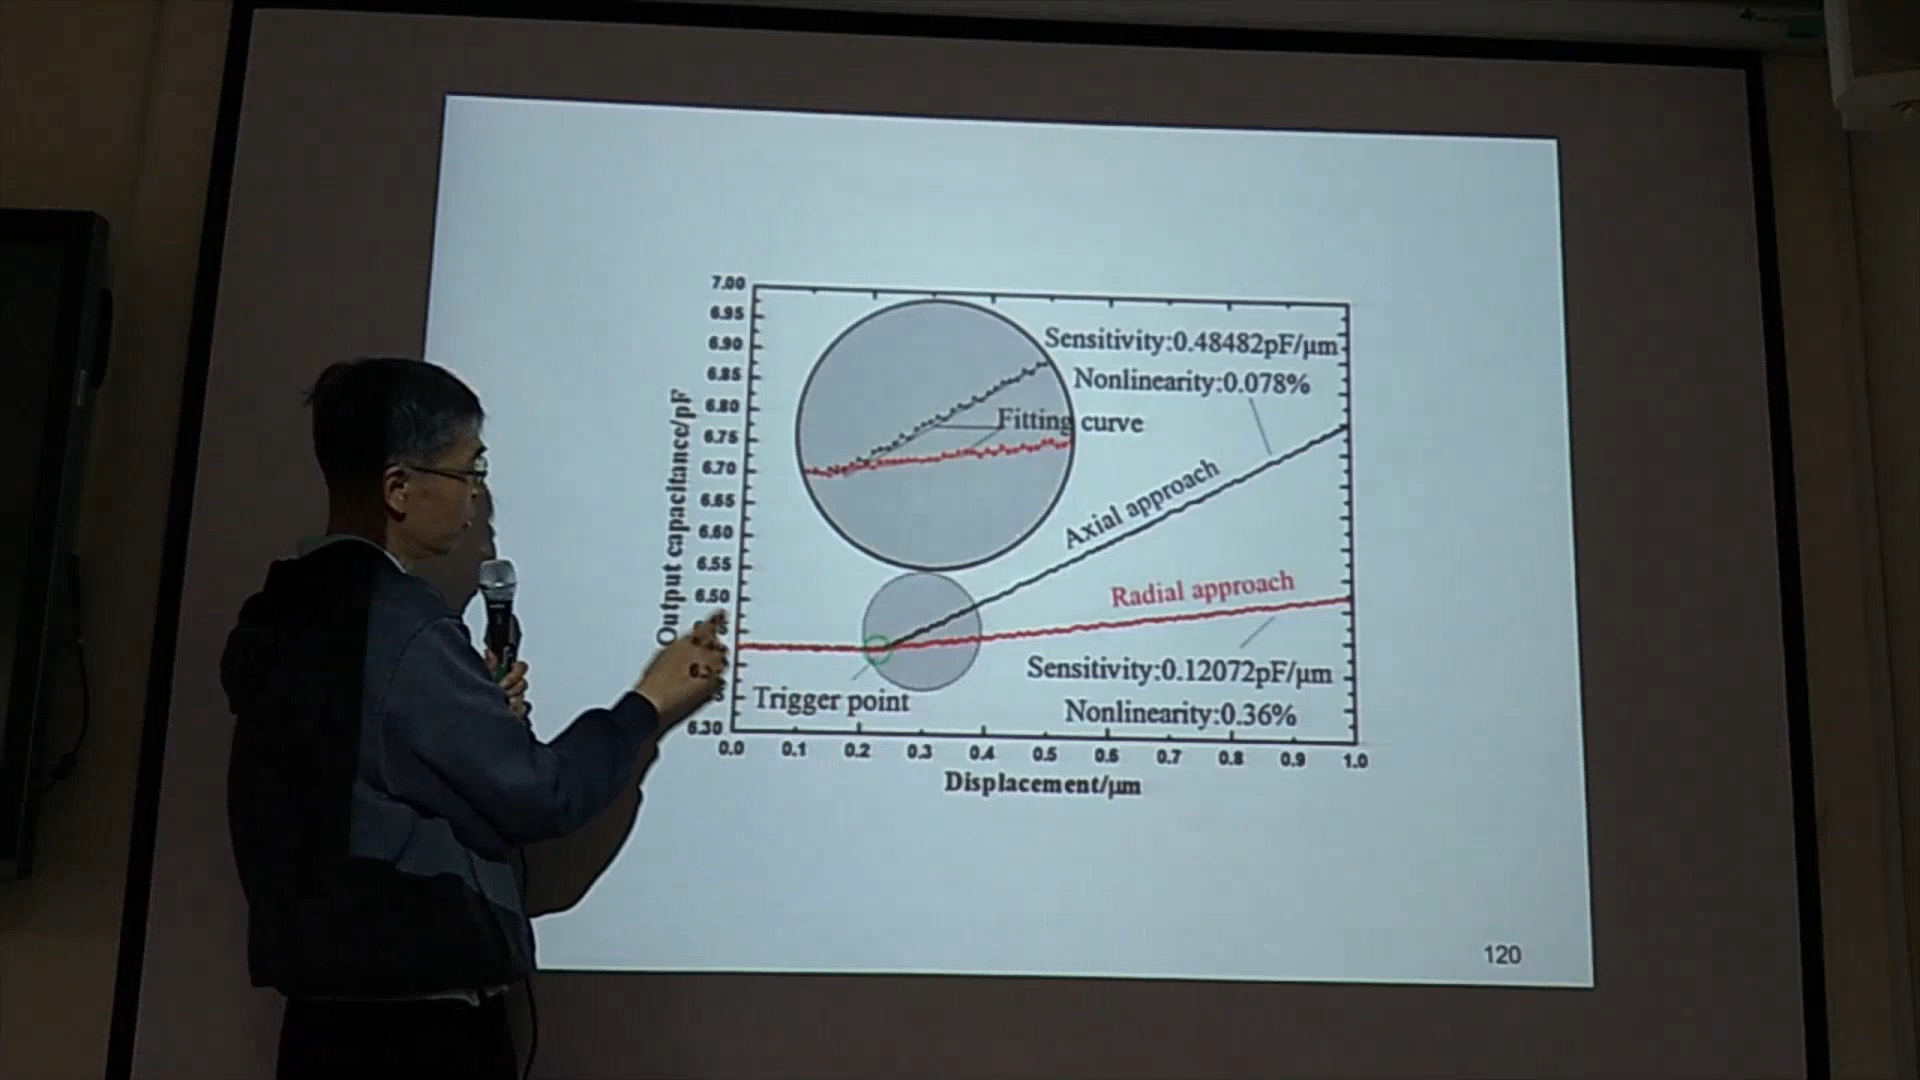 7.00
6.95
6.90
6.85
6.80
6.75
6.70
6.65
6.60
6.55
6.50
6.30
Output capacitance/pF
Sensitivity:0.48482pF/μm
Nonlinearity:0.078%
Fitting curve
Axial approach
Radial approach
Sensitivity:0.12072pF/μm
Nonlinearity:0.36%
Trigger point
0.0 0.1 0.2 0.3 0.4 0.5 0.6 0.7 0.8 0.9 1.0
Displacement/μm
120